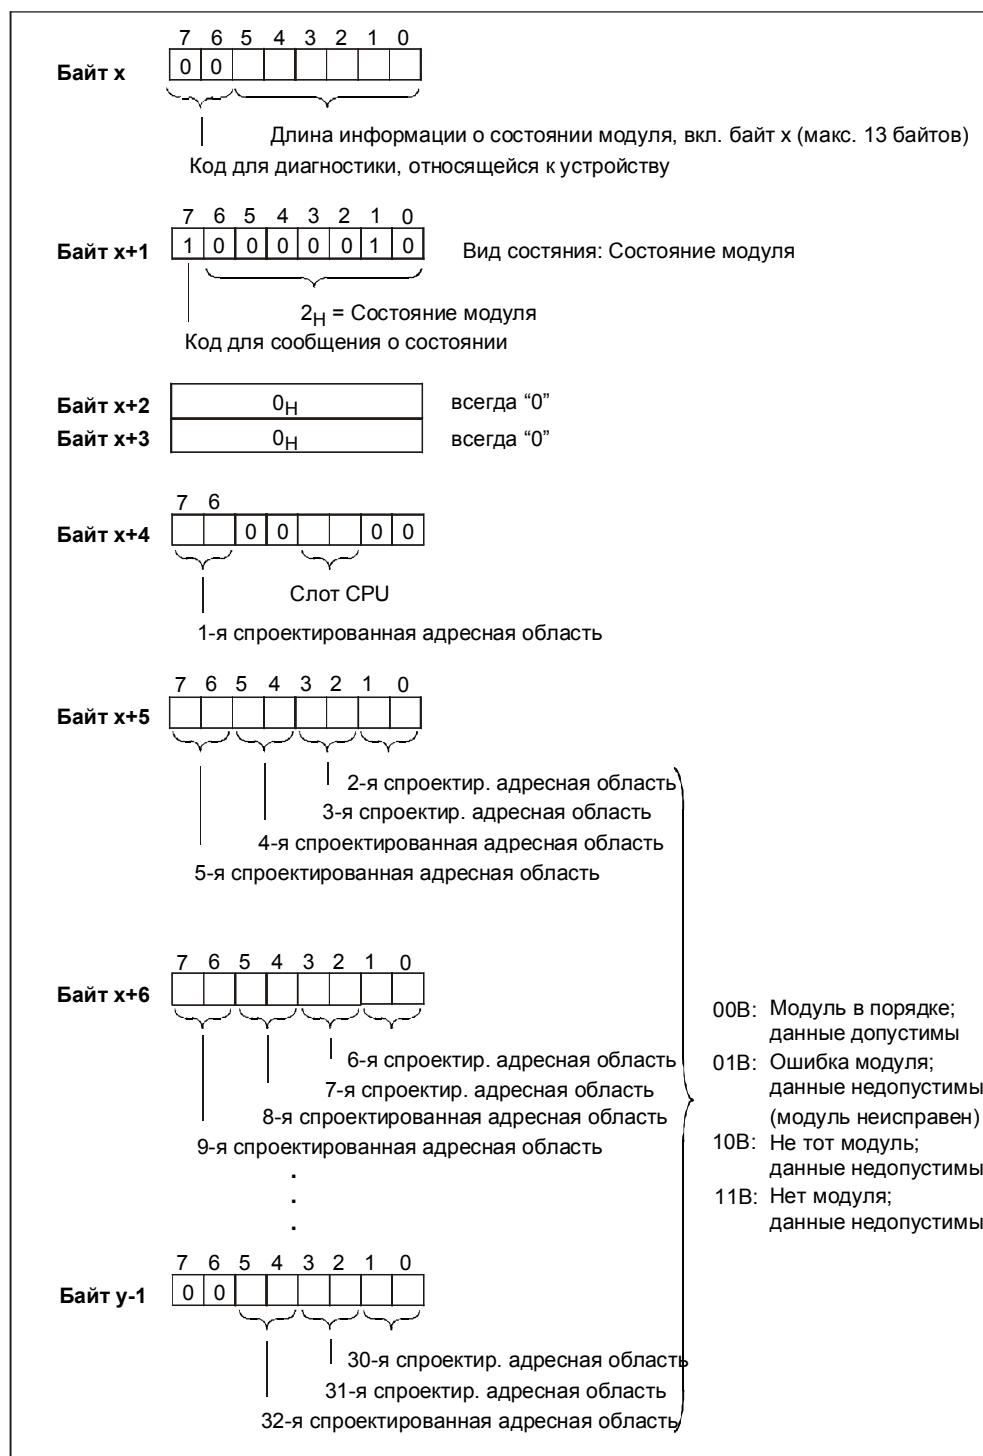 7 6 5 4 3 2 1 0
Байт x 0 0
Длина информации о состоянии модуля, вкл. байт x (макс. 13 байтов)
Код для диагностики, относящейся к устройству
7 6 5 4 3 2 1 0
Байт x+1 1 0 0 0 0 0 1 0 Вид состяния: Состояние модуля
2H = Состояние модуля
Код для сообщения о состоянии
Байт x+2 0H всегда “0”
Байт x+3 0H всегда “0”
7 6
Байт x+4 0 0 0 0
Слот CPU
1-я спроектированная адресная область
7 6 5 4 3 2 1 0
Байт x+5
2-я спроектир. адресная область
3-я спроектир. адресная область
4-я спроектированная адресная область
5-я спроектированная адресная область
7 6 5 4 3 2 1 0
Байт x+6
6-я спроектир. адресная область
7-я спроектир. адресная область
8-я спроектированная адресная область
9-я спроектированная адресная область
.
.
.
00B: Модуль в порядке;
данные допустимы
01B: Ошибка модуля;
данные недопустимы
(модуль неисправен)
10B: Не тот модуль;
данные недопустимы
11B: Нет модуля;
данные недопустимы
7 6 5 4 3 2 1 0
Байт y-1 0 0
30-я спроектир. адресная область
31-я спроектир. адресная область
32-я спроектированная адресная область